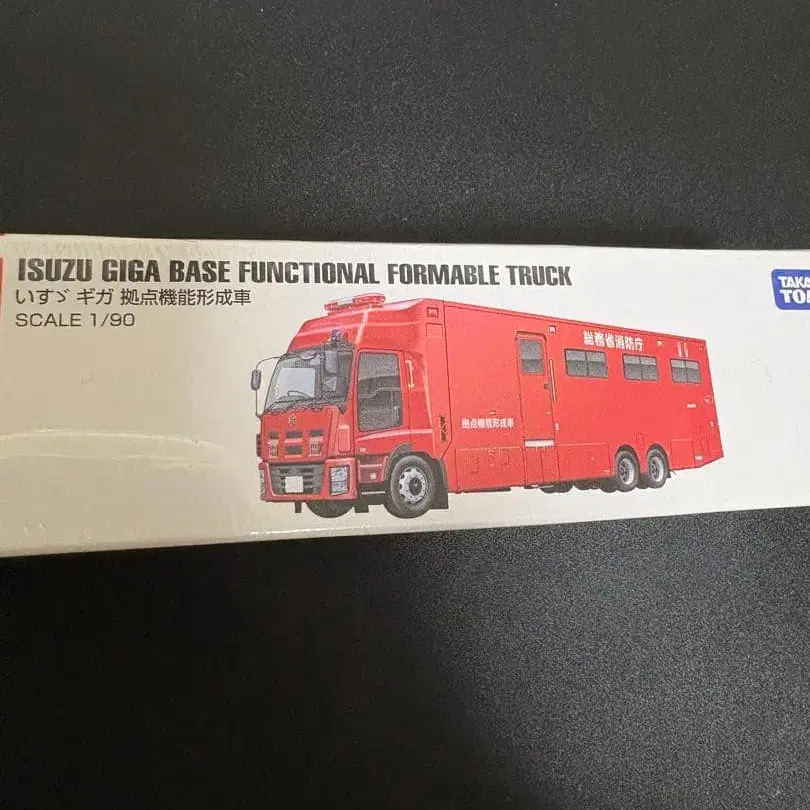 ISUZU GIGA BASE FUNCTIONAL FORMABLE TRUCK
いすゞ ギガ 拠点機能形成車
SCALE 1/90
TAKA
TO
総務省消防庁
拠点機能形成車